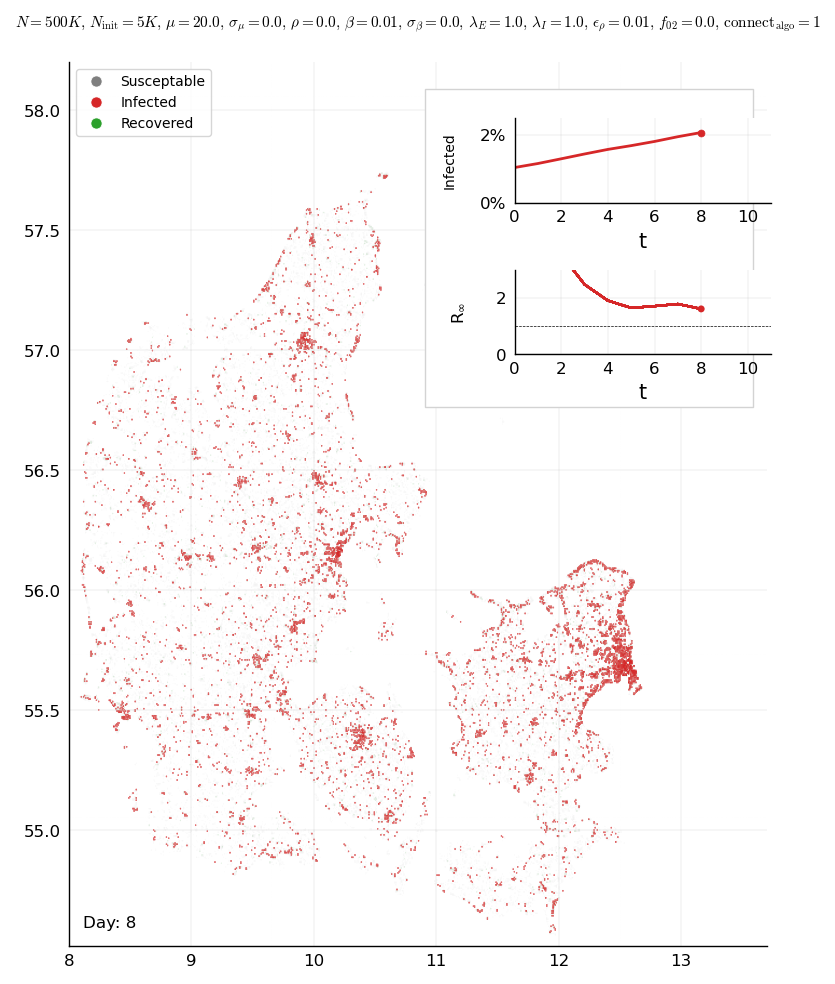 N = 500K, N_init = 5K, μ = 20.0, σ_μ = 0.0, ρ = 0.0, β = 0.01, σ_β = 0.0, λ_E = 1.0, λ_I = 1.0, ϵ_ρ = 0.01, f_02 = 0.0, connect_algo = 1
Susceptable
Infected
Recovered
Infected
2%
0%
0 2 4 6 8 10
t
R∞
2
0
0 2 4 6 8 10
t
58.0
57.5
57.0
56.5
56.0
55.5
55.0
Day: 8
8 9 10 11 12 13